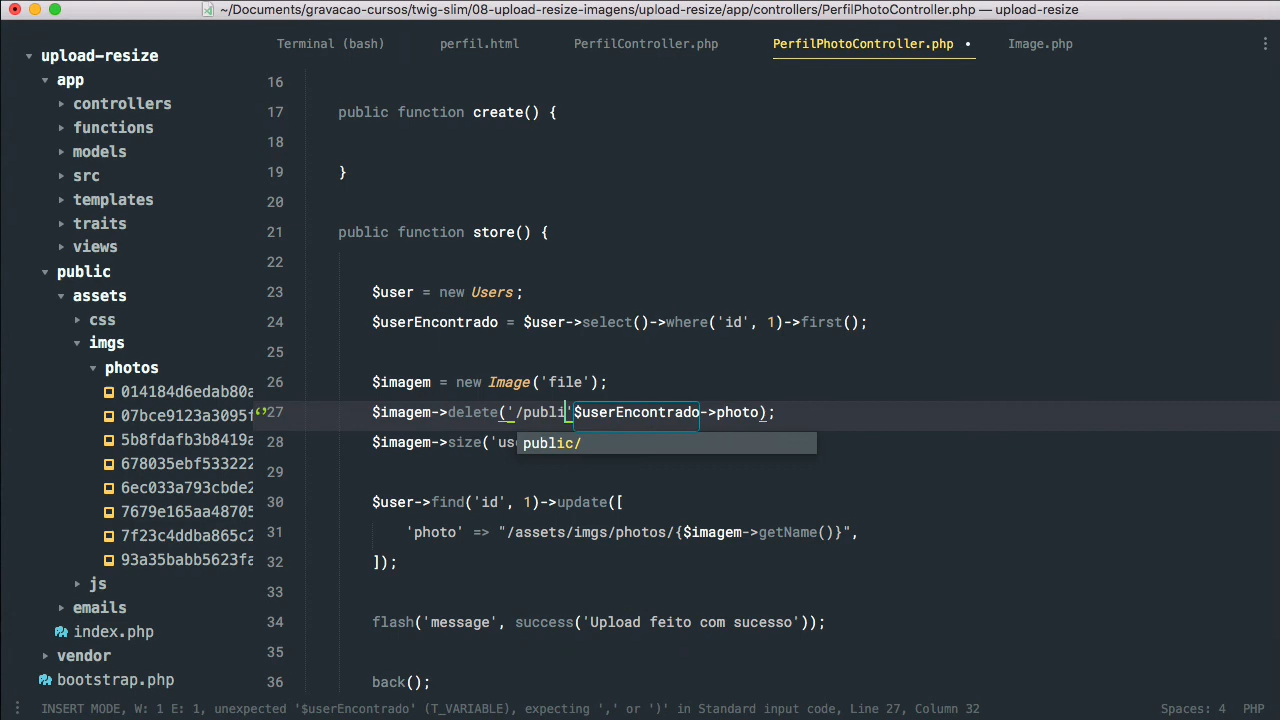 ~/Documents/gravacao-cursos/twig-slim/08-upload-resize-imagens/upload-resize/app/controllers/PerfilPhotoController.php — upload-resize
Terminal (bash) perfil.html PerfilController.php PerfilPhotoController.php • Image.php
upload-resize
app
controllers
functions
models
src
templates
traits
views
public
assets
css
imgs
photos
014184d6edab80a
07bce9123a3095f
5b8fdafb3b8419a
678035ebf533222
6ec033a793cbde2
7679e165aa48705
7f23c4ddba865c2
93a35babb5623fa
js
emails
index.php
vendor
bootstrap.php
16
17 public function create() {
18
19 }
20
21 public function store() {
22
23 $user = new Users;
24 $userEncontrado = $user->select()->where('id', 1)->first();
25
26 $imagem = new Image('file');
27 $imagem->delete('/publi'$userEncontrado->photo);
28 $imagem->size('use
public/
29
30 $user->find('id', 1)->update([
31 'photo' => "/assets/imgs/photos/{$imagem->getName()}",
32 ]);
33
34 flash('message', success('Upload feito com sucesso'));
35
36 back();
INSERT MODE, W: 1 E: 1, unexpected '$userEncontrado' (T_VARIABLE), expecting ',' or ')' in Standard input code, Line 27, Column 32 Spaces: 4 PHP